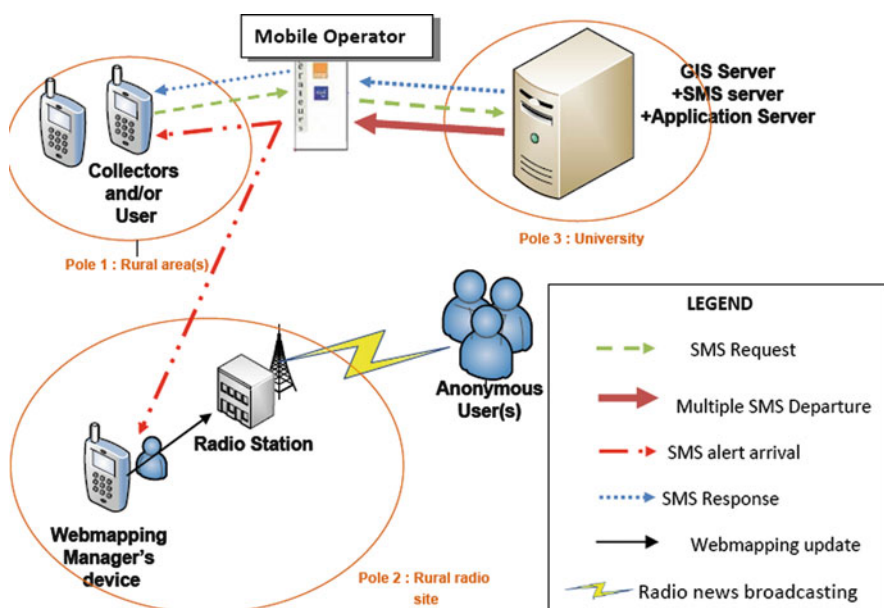 Mobile Operator
érateurs
GIS Server
+SMS server
+Application Server
Collectors
and/or
User
Pole 1 : Rural area(s)
Pole 3 : University
Anonymous
User(s)
Radio Station
Webmapping
Manager's
device
Pole 2 : Rural radio
site
LEGEND
SMS Request
Multiple SMS Departure
SMS alert arrival
SMS Response
Webmapping update
Radio news broadcasting